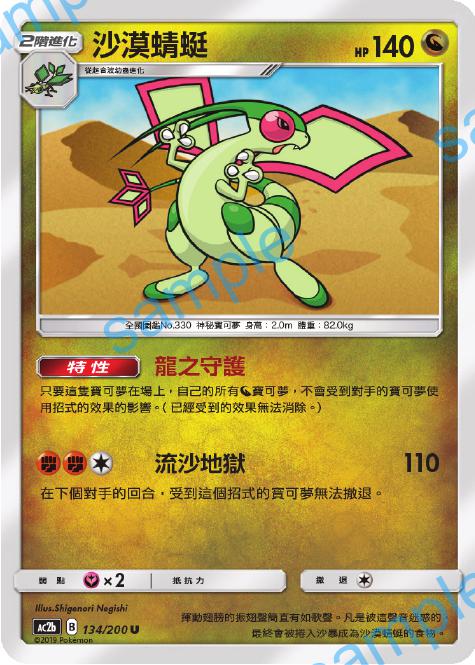 2階進化
沙漠蜻蜓
HP 140
從超音波幼蟲進化
全國圖鑑No.330 神秘寶可夢 身高：2.0m 體重：82.0kg
特性 龍之守護
只要這隻寶可夢在場上，自己的所有寶可夢，不會受到對手的寶可夢使
用招式的效果的影響。（已經受到的效果無法消除。）
流沙地獄 110
在下個對手的回合，受到這個招式的寶可夢無法撤退。
弱點 ×2 抵抗力 撤退
Illus.Shigenori Negishi
AC2b B 134/200 U
©2019 Pokémon
揮動翅膀的振翅聲簡直有如歌聲。凡是被這聲音迷惑的，
最終會被捲入沙暴成為沙漠蜻蜓的食物。
sample
sample
sample
sample